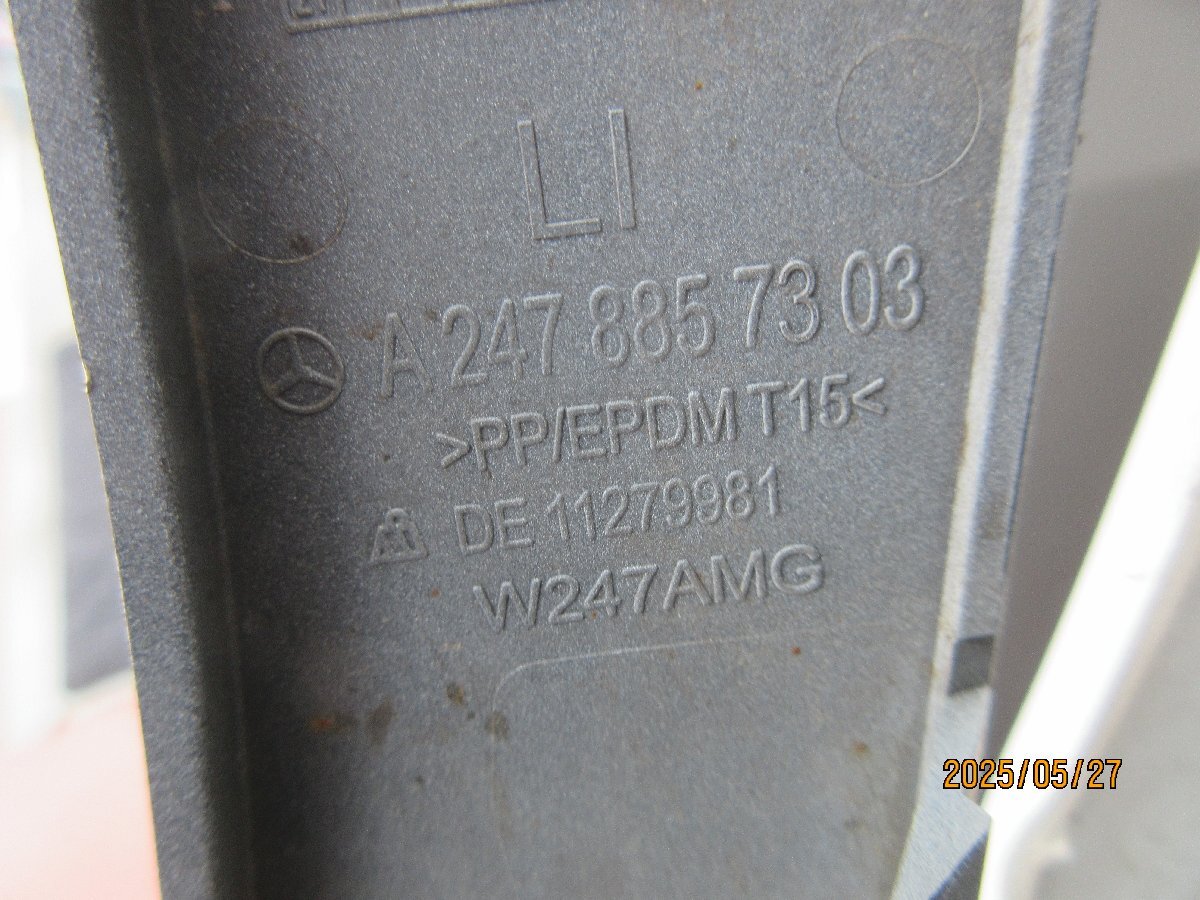 LI
A 247 885 73 03
>PP/EPDM T15<
DE 11279981
W247AMG
2025/05/27